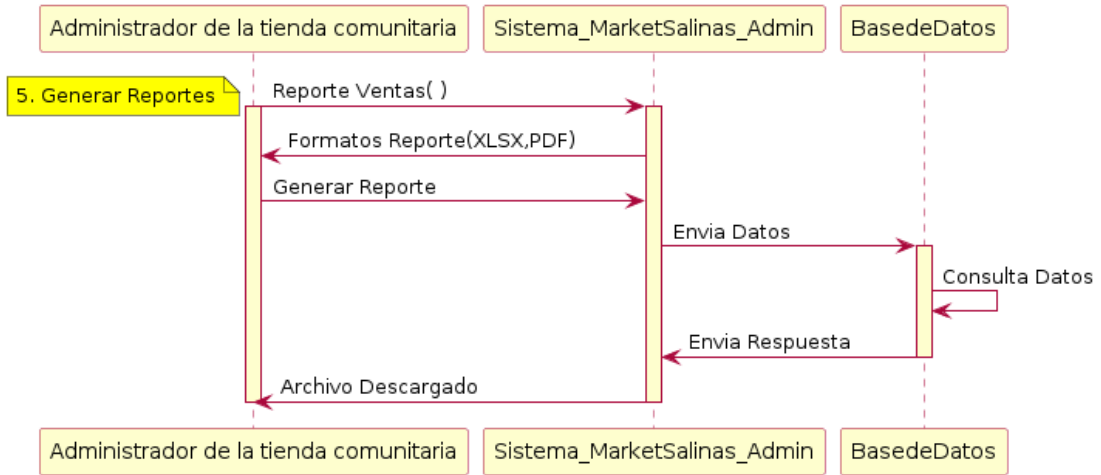 Administrador de la tienda comunitaria
Sistema_MarketSalinas_Admin
BasedeDatos
5. Generar Reportes
Reporte Ventas( )
Formatos Reporte(XLSX,PDF)
Generar Reporte
Envia Datos
Consulta Datos
Envia Respuesta
Archivo Descargado
Administrador de la tienda comunitaria
Sistema_MarketSalinas_Admin
BasedeDatos